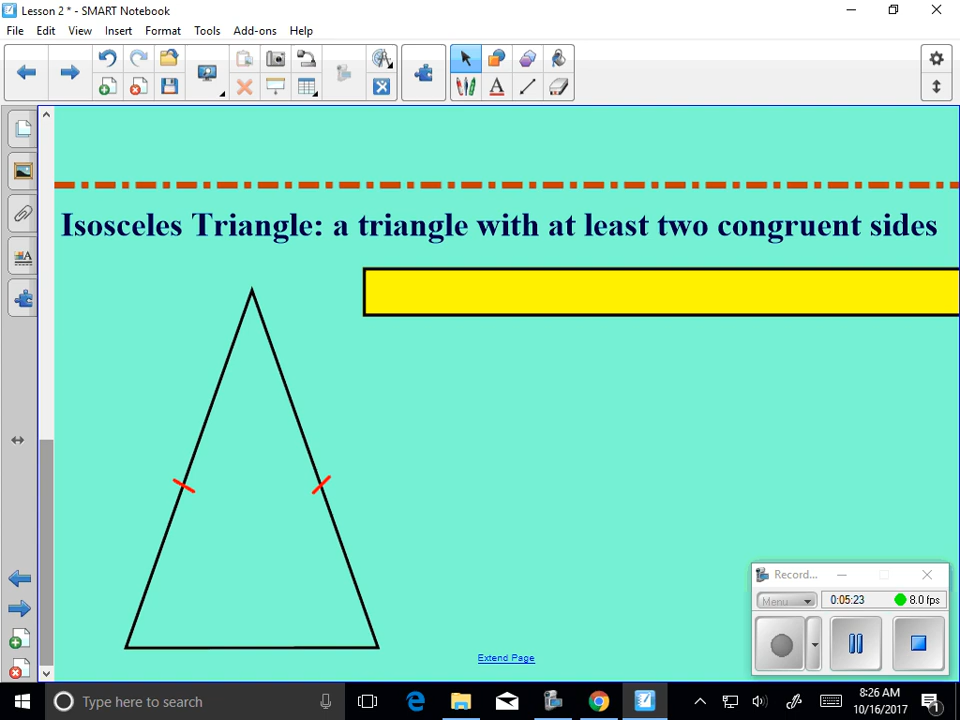 Lesson 2 * - SMART Notebook
File Edit View Insert Format Tools Add-ons Help
Isosceles Triangle: a triangle with at least two congruent sides
Record...
Menu 0:05:23 8.0 fps
Extend Page
Type here to search
8:26 AM
10/16/2017
1